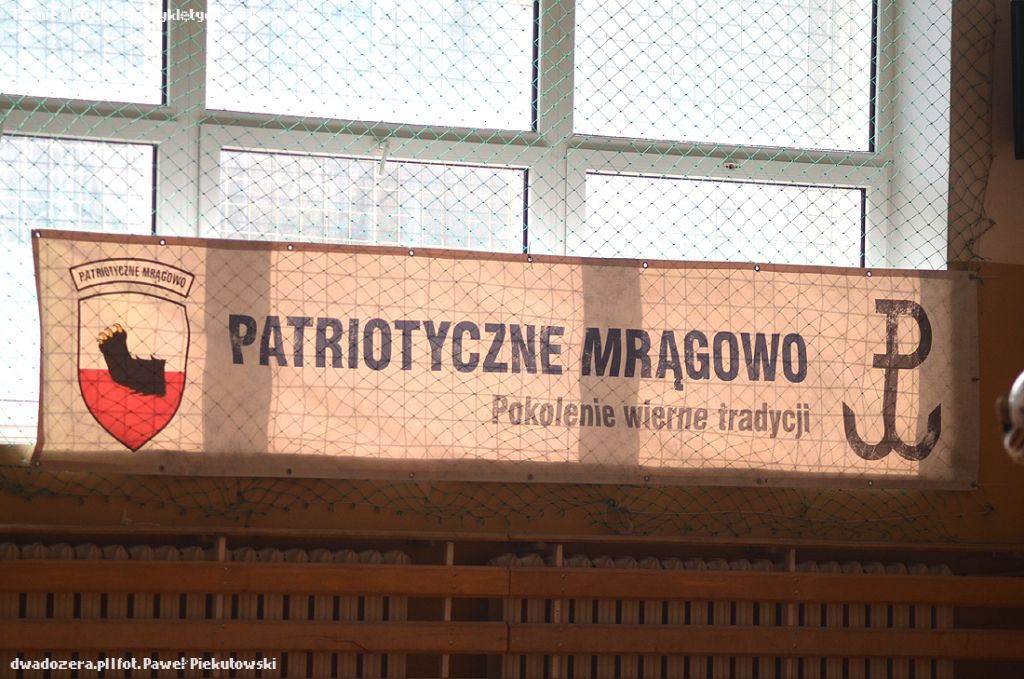 PATRIOTYCZNE MRĄGOWO
PATRIOTYCZNE MRĄGOWO
Pokolenie wierne tradycji
dwadozera.pl|fot. Paweł Piekutowski